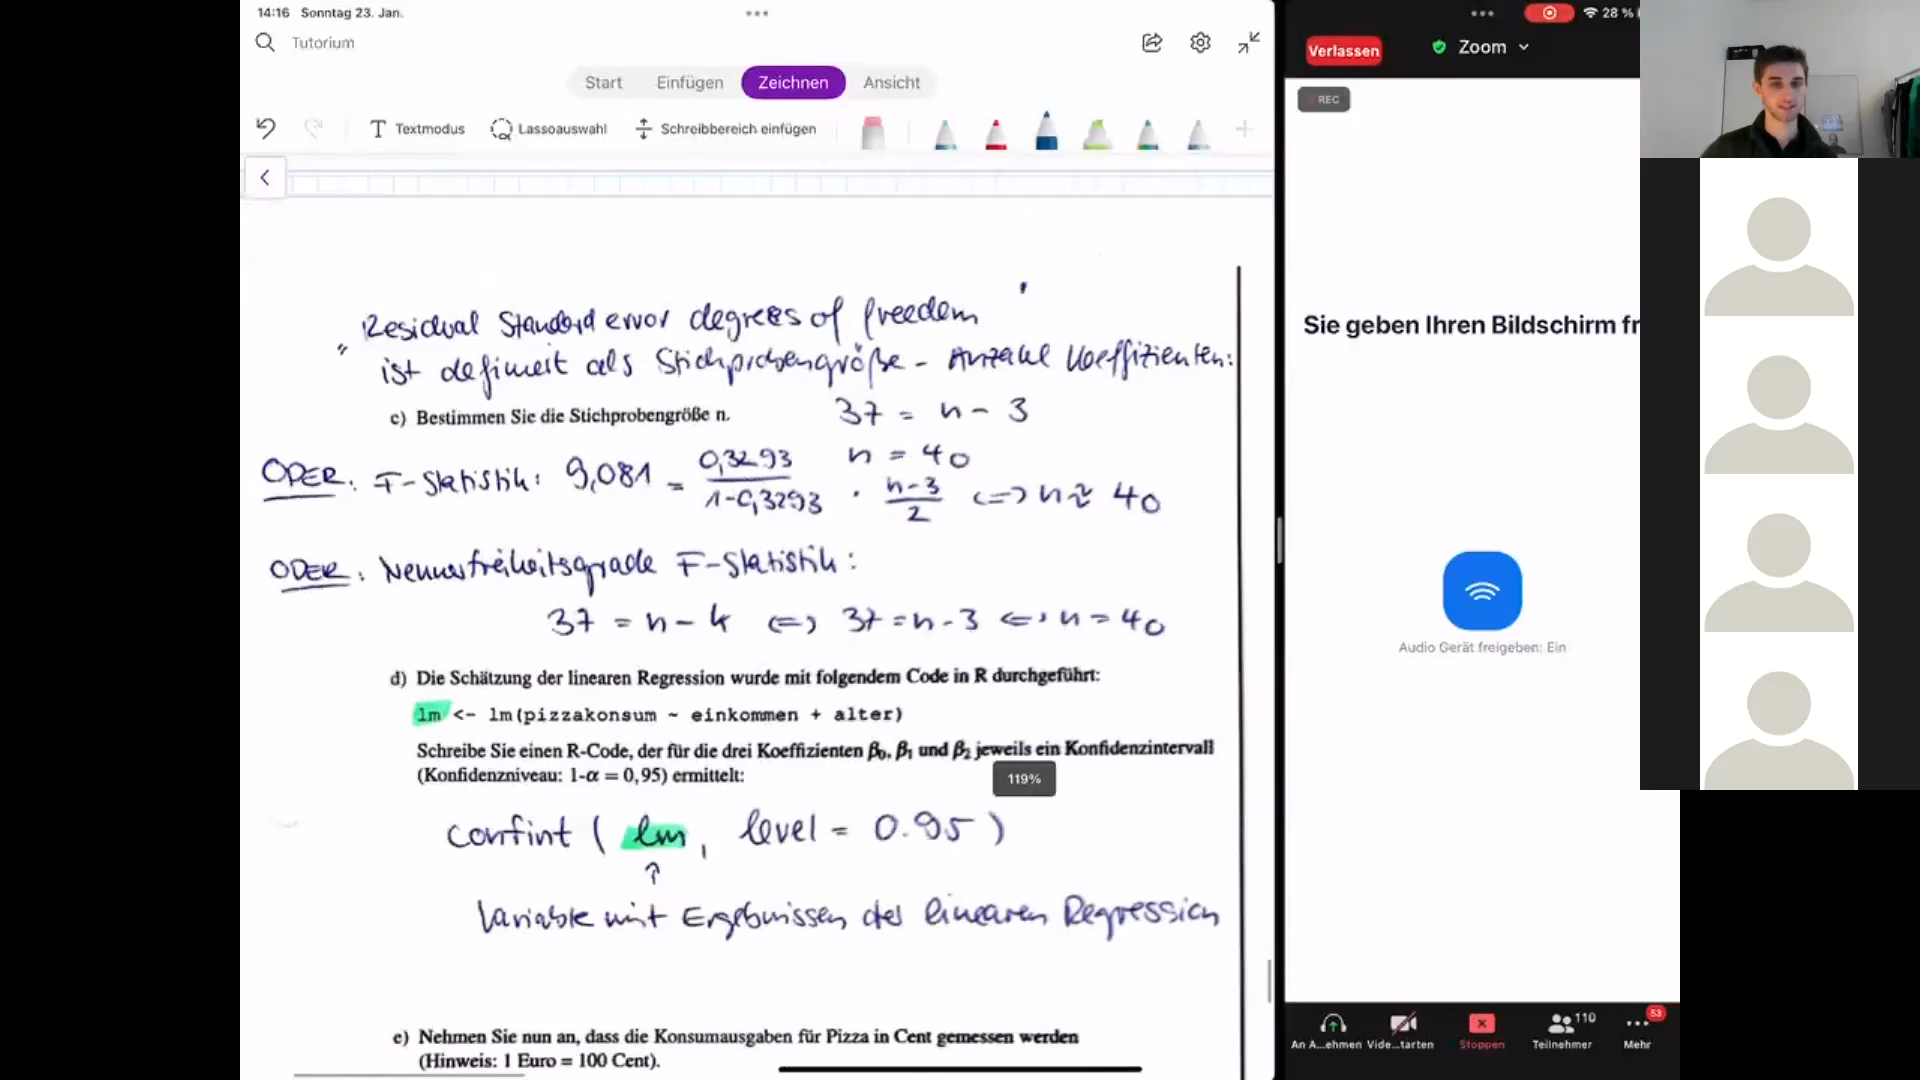 14:16 Sonntag 23. Jan.
Tutorium
Start Einfügen Zeichnen Ansicht
Textmodus Lassoauswahl Schreibbereich einfügen
Residual Standard error degrees of freedom
ist definiert als Stichprobengröße - Anzahl Koeffizienten:
c) Bestimmen Sie die Stichprobengröße n.
37 = n - 3
n = 40
ODER: F-Statistik: 9,081 = 0,3293 / 1-0,3293 · n-3 / 2 <=> n ≈ 40
ODER: Nennerfreiheitsgrade F-Statistik:
37 = n - k <=> 37 = n - 3 <=> n = 40
d) Die Schätzung der linearen Regression wurde mit folgendem Code in R durchgeführt:
lm <- lm(pizzakonsum ~ einkommen + alter)
Schreibe Sie einen R-Code, der für die drei Koeffizienten β0, β1 und β2 jeweils ein Konfidenzintervall
(Konfidenzniveau: 1-α = 0,95) ermittelt:
119%
confint ( lm, level = 0.95 )
↑
Variable mit Ergebnissen der linearen Regression
e) Nehmen Sie nun an, dass die Konsumausgaben für Pizza in Cent gemessen werden
(Hinweis: 1 Euro = 100 Cent).
28 %
Verlassen Zoom
REC
Sie geben Ihren Bildschirm fr
Audio Gerät freigeben: Ein
110 53
An A...ehmen Vide...tarten Stoppen Teilnehmer Mehr